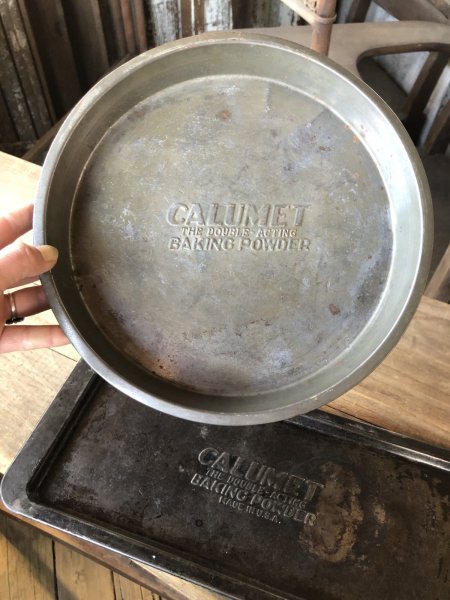 CALUMET
THE DOUBLE-ACTING
BAKING POWDER
CALUMET
THE DOUBLE-ACTING
BAKING POWDER
MADE IN U.S.A.